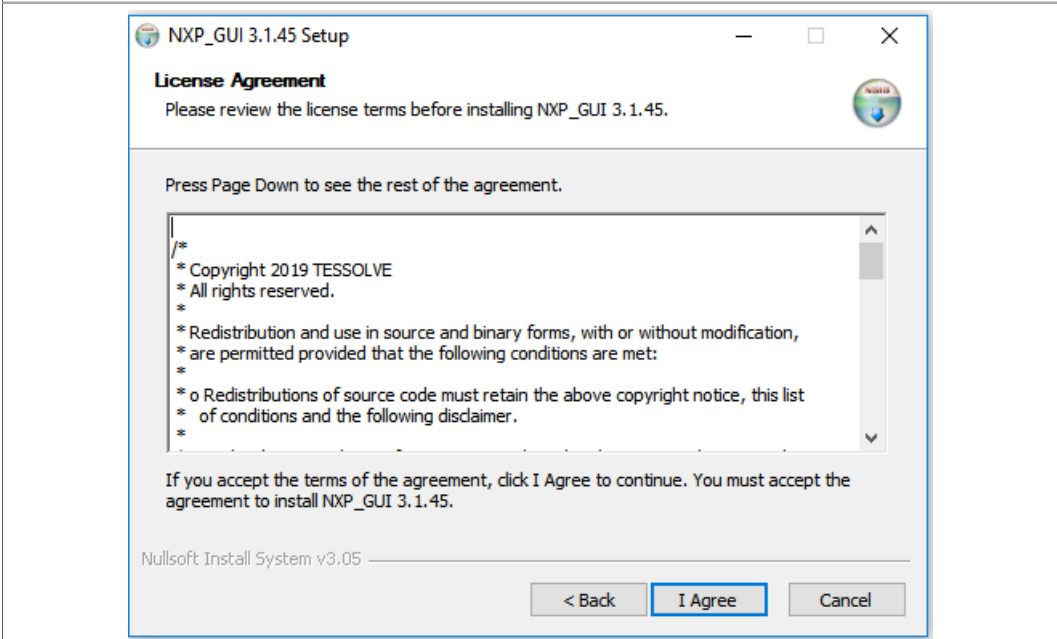 NXP_GUI 3.1.45 Setup
License Agreement
Please review the license terms before installing NXP_GUI 3.1.45.
Press Page Down to see the rest of the agreement.
/*
* Copyright 2019 TESSOLVE
* All rights reserved.
*
* Redistribution and use in source and binary forms, with or without modification,
* are permitted provided that the following conditions are met:
*
* o Redistributions of source code must retain the above copyright notice, this list
*   of conditions and the following disclaimer.
*
If you accept the terms of the agreement, click I Agree to continue. You must accept the
agreement to install NXP_GUI 3.1.45.
Nullsoft Install System v3.05
< Back
I Agree
Cancel